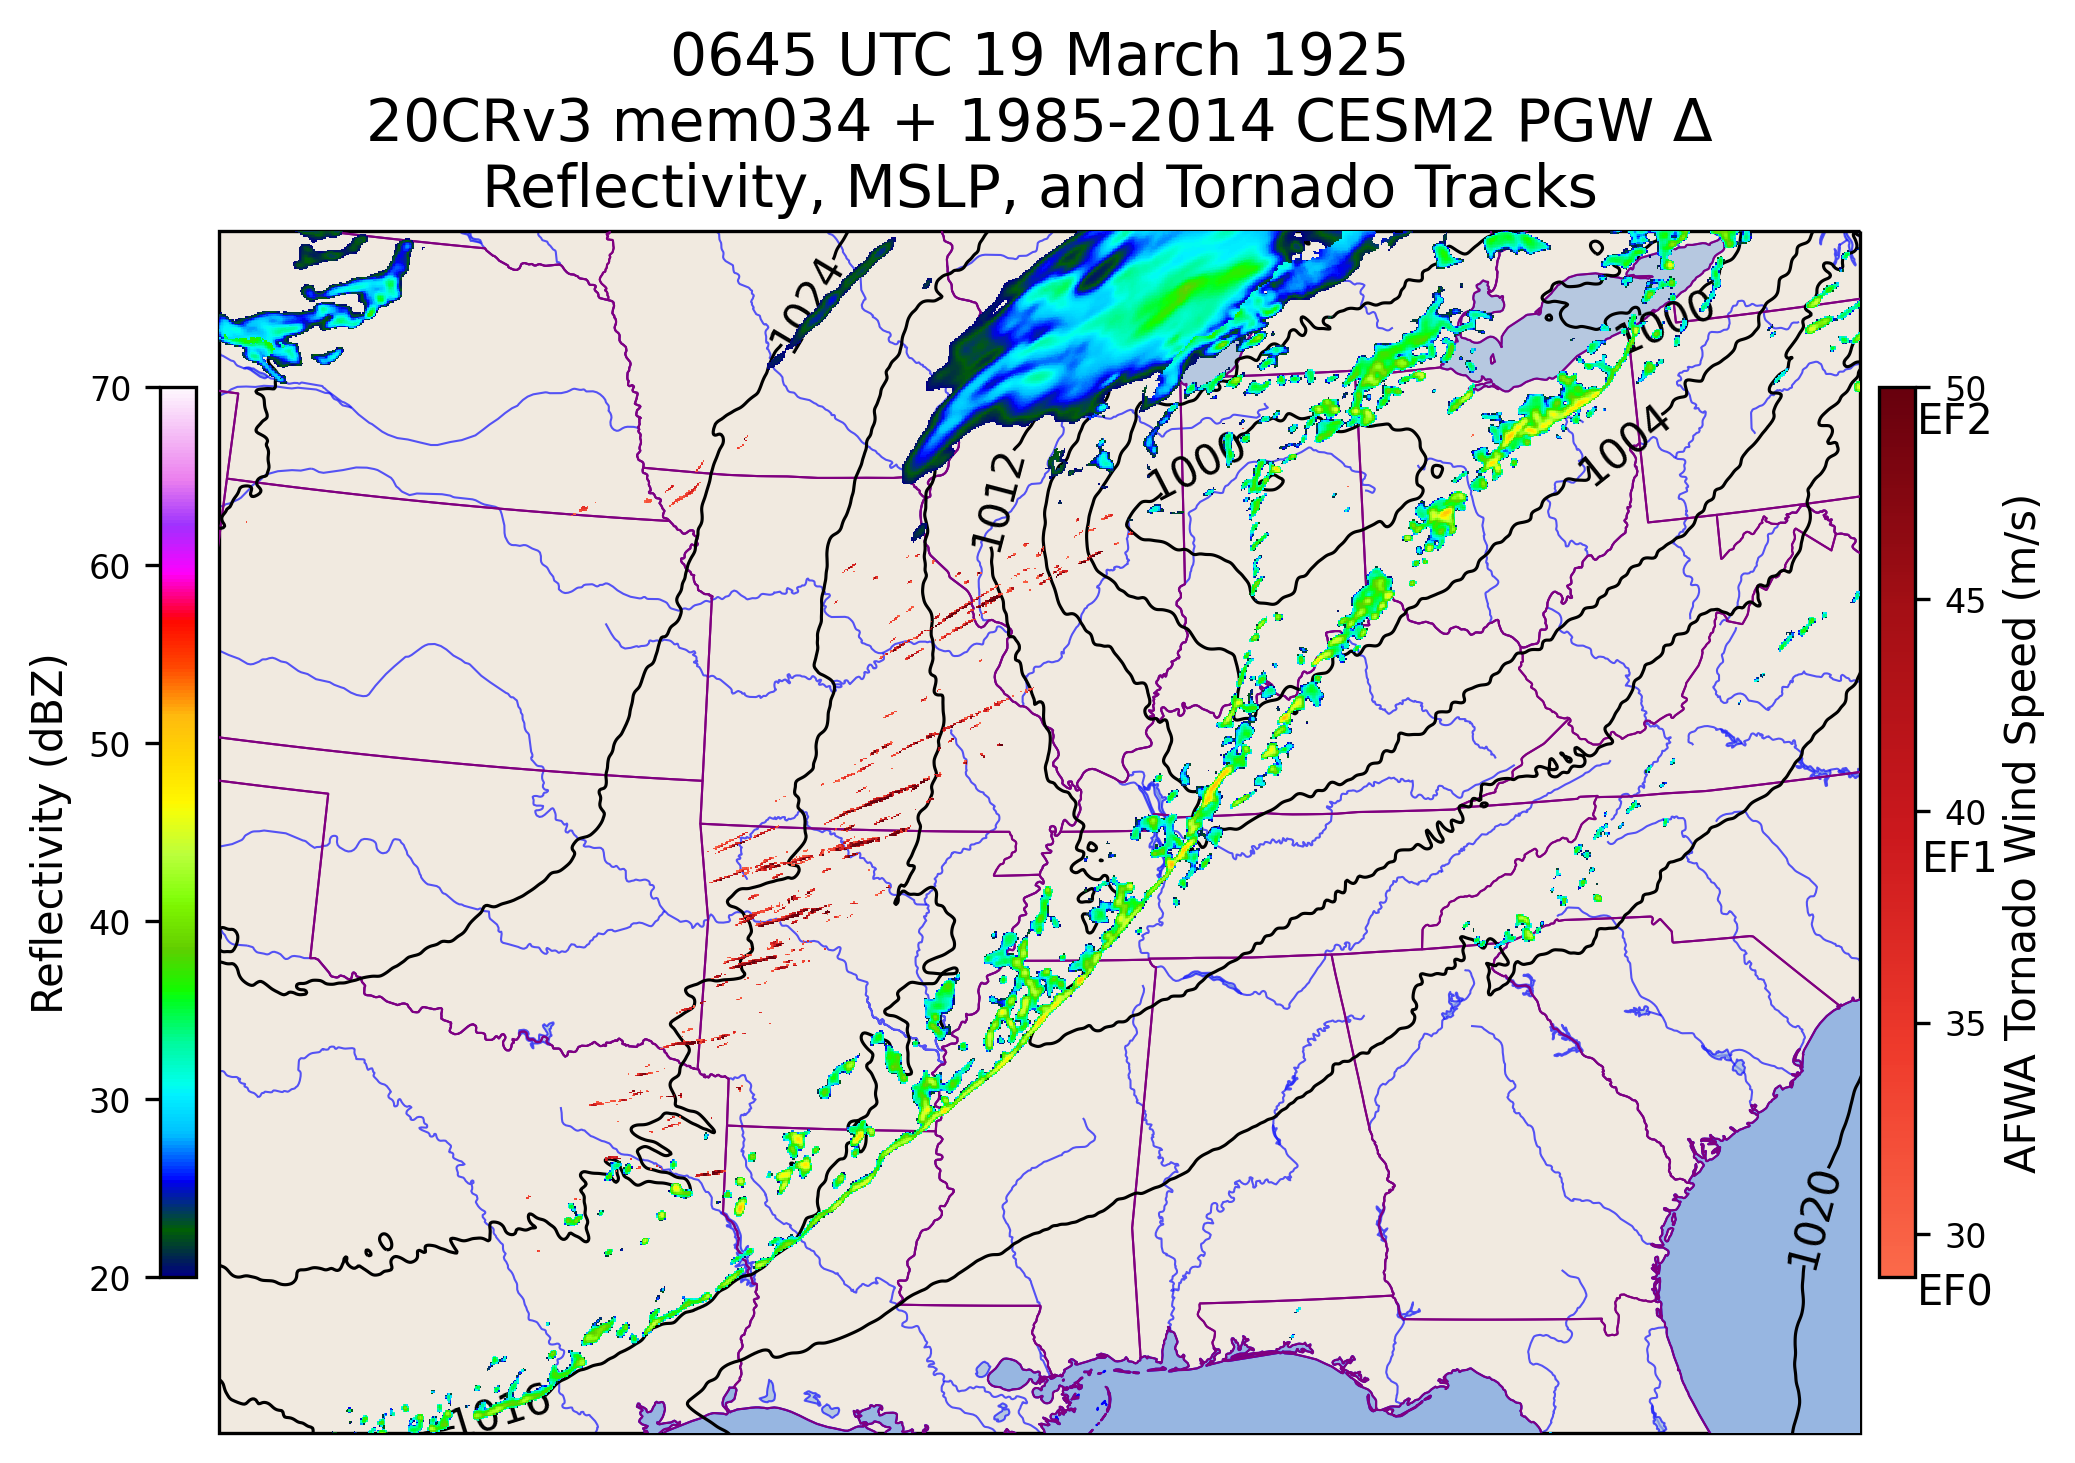 0645 UTC 19 March 1925
20CRv3 mem034 + 1985-2014 CESM2 PGW Δ
Reflectivity, MSLP, and Tornado Tracks
1024
1000
1000
1004
1012
1020
1016
70
60
50
40
30
20
Reflectivity (dBZ)
50
EF2
45
40
EF1
35
30
EF0
AFWA Tornado Wind Speed (m/s)